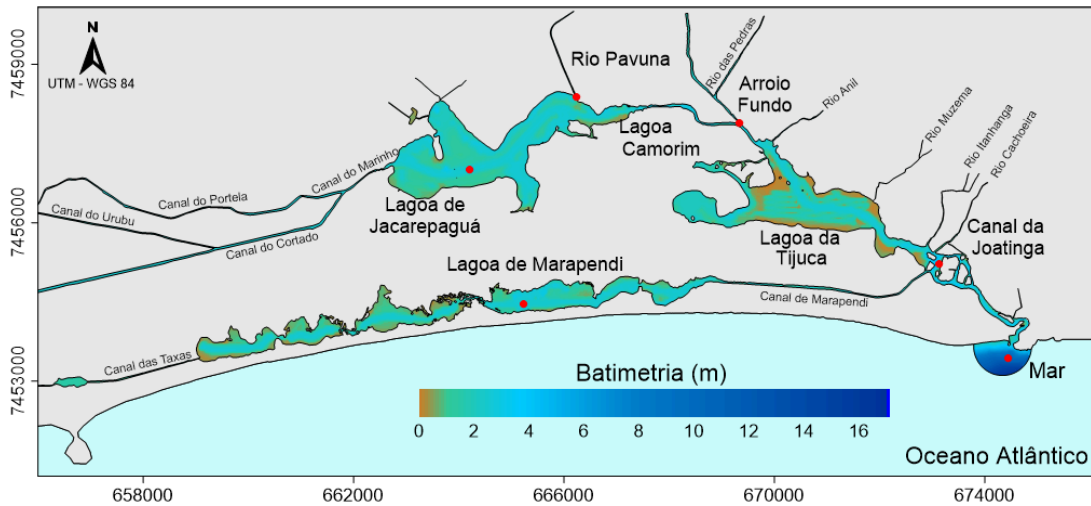 N
UTM - WGS 84
7459000
7456000
7453000
Rio Pavuna
Rio das Pedras
Arroio
Fundo
Rio Anil
Lagoa
Camorim
Rio Muzema
Rio Itanhanga
Rio Cachoeira
Canal do Marinho
Canal do Portela
Canal do Urubu
Canal do Cortado
Lagoa de
Jacarepaguá
Lagoa da
Tijuca
Canal da
Joatinga
Lagoa de Marapendi
Canal de Marapendi
Canal das Taxas
Mar
Batimetria (m)
0 2 4 6 8 10 12 14 16
Oceano Atlântico
658000 662000 666000 670000 674000